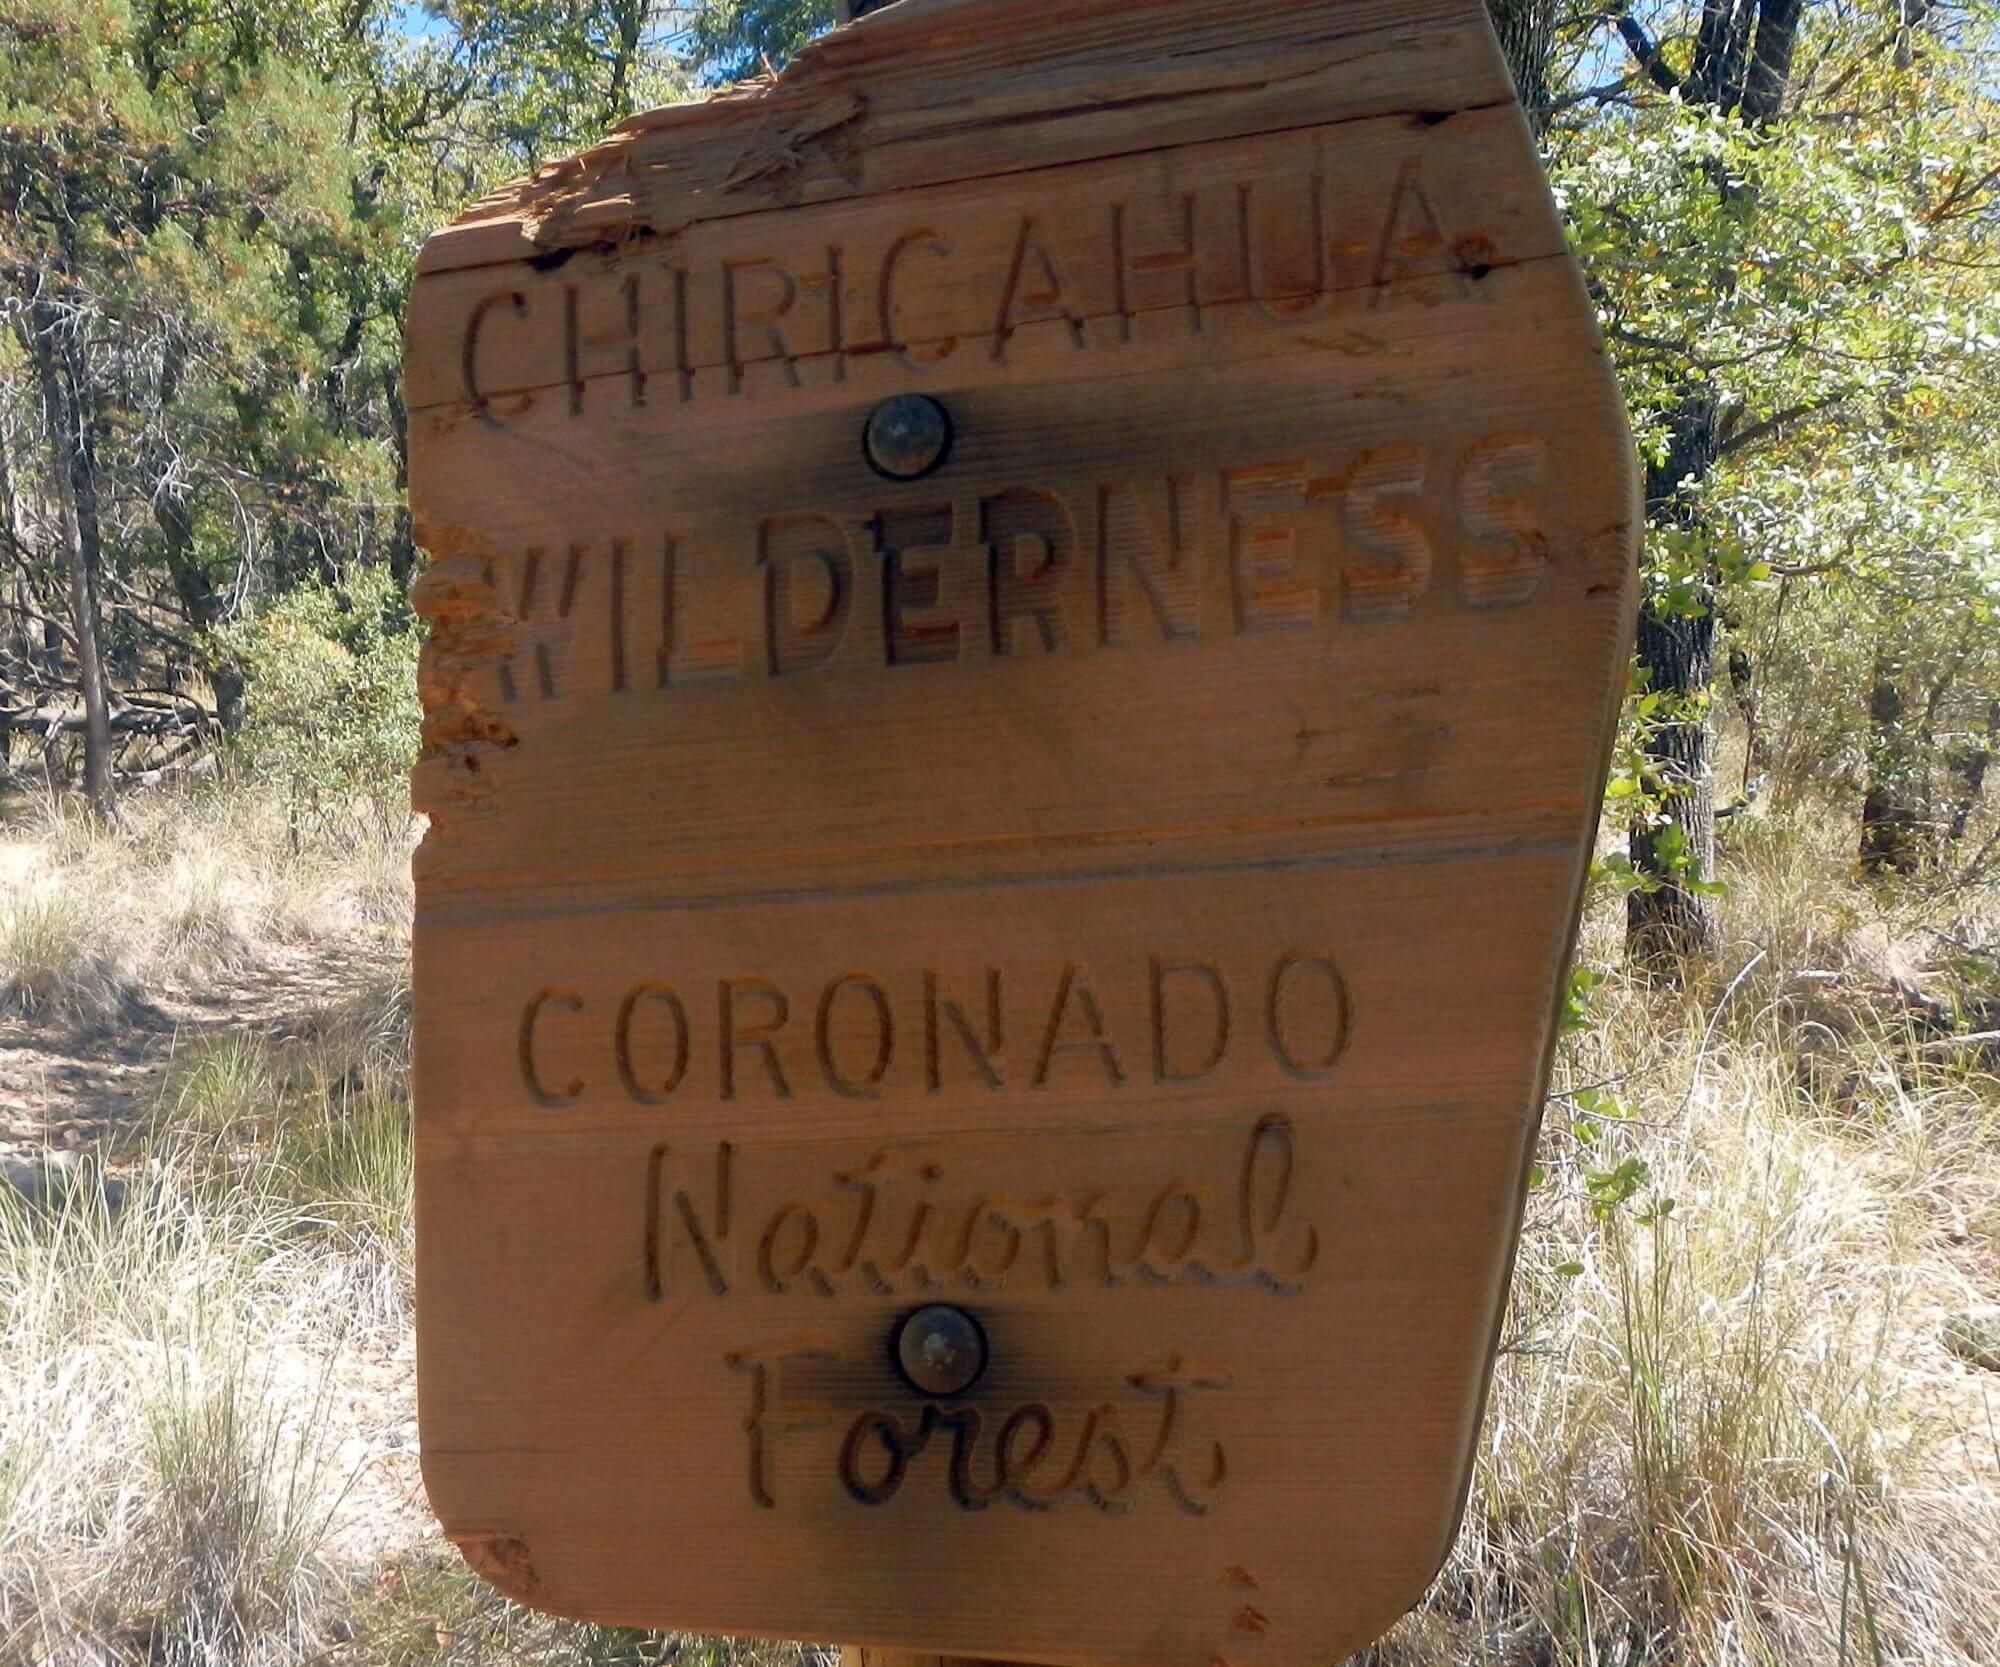 CHIRICAHUA
WILDERNESS
CORONADO
National
Forest